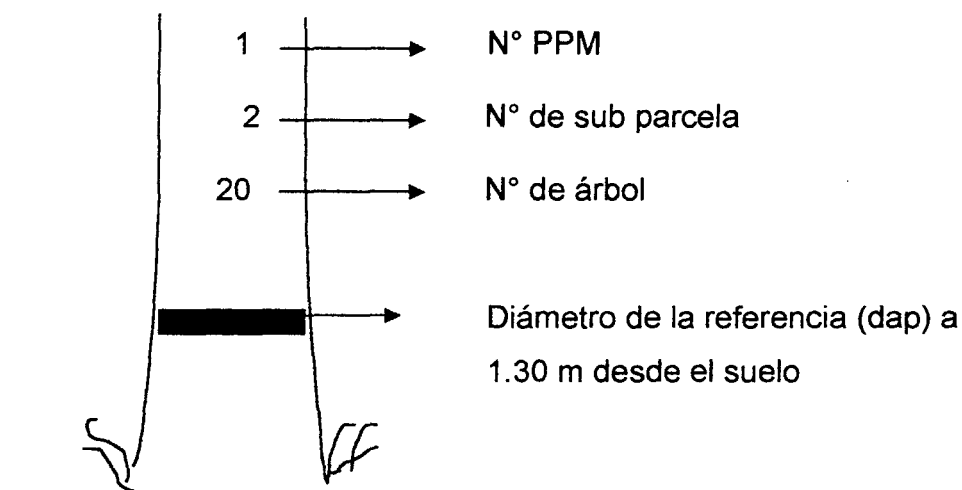 1 N° PPM
2 N° de sub parcela
20 N° de árbol
Diámetro de la referencia (dap) a
1.30 m desde el suelo